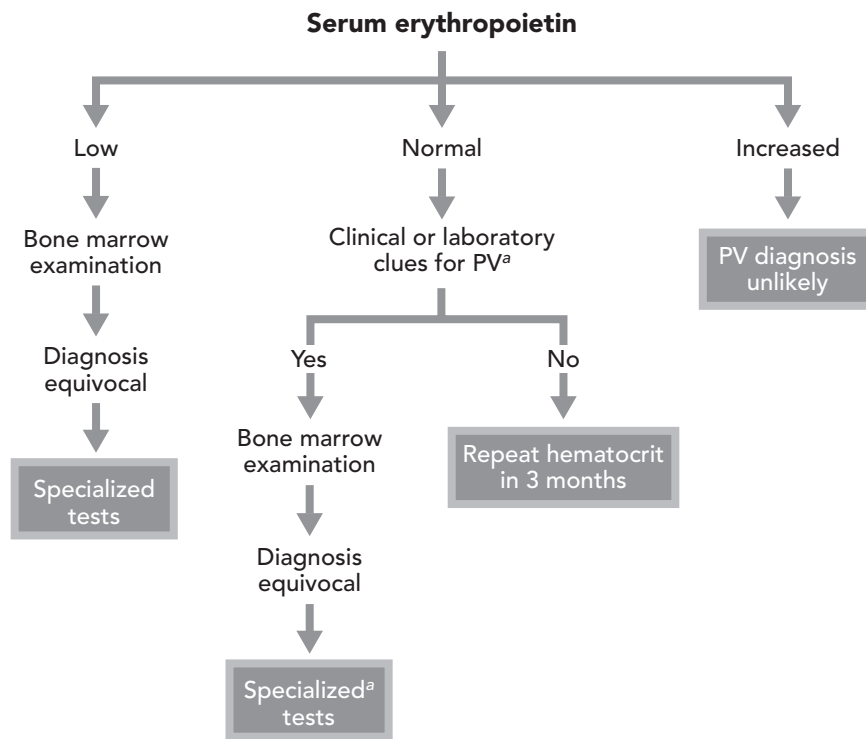 Serum erythropoietin
Low
Normal
Increased
Bone marrow
examination
Clinical or laboratory
clues for PVa
PV diagnosis
unlikely
Diagnosis
equivocal
Yes
No
Specialized
tests
Bone marrow
examination
Repeat hematocrit
in 3 months
Diagnosis
equivocal
Specializeda
tests